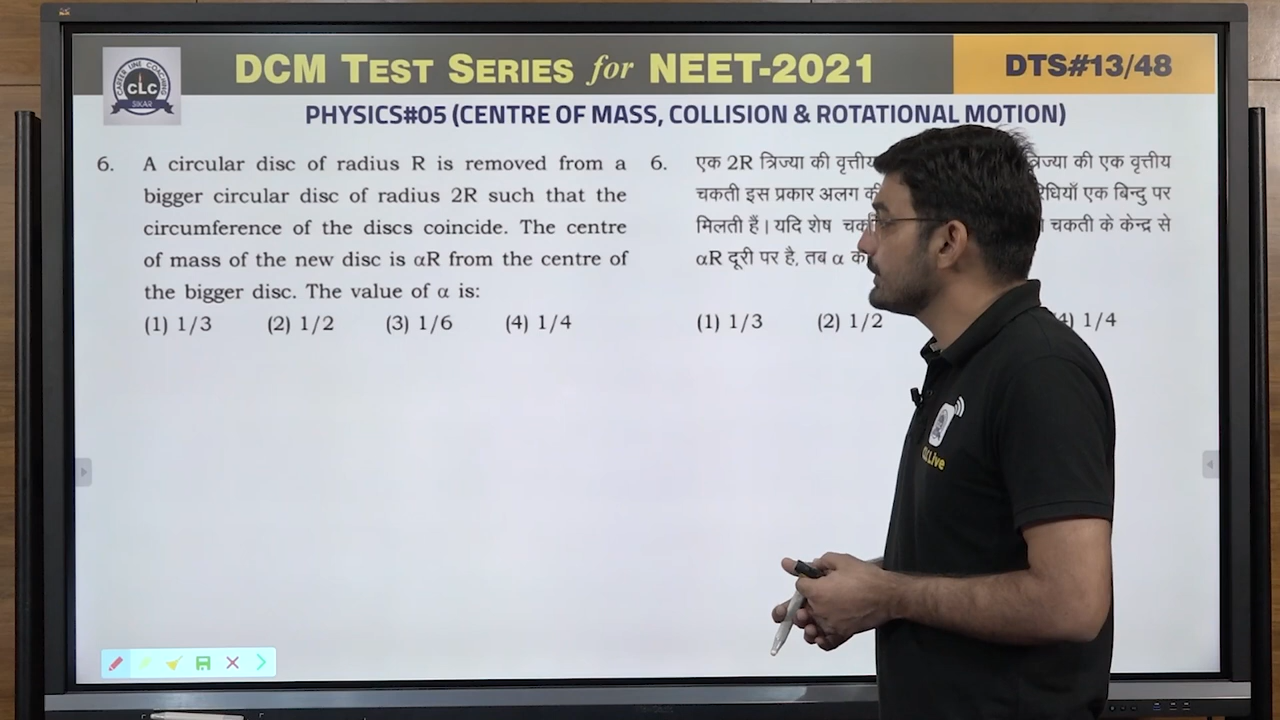 DCM TEST SERIES for NEET-2021
DTS#13/48
CAREER LINE COACHING
CLC
SIKAR
PHYSICS#05 (CENTRE OF MASS, COLLISION & ROTATIONAL MOTION)
6. A circular disc of radius R is removed from a
bigger circular disc of radius 2R such that the
circumference of the discs coincide. The centre
of mass of the new disc is αR from the centre of
the bigger disc. The value of α is:
(1) 1/3 (2) 1/2 (3) 1/6 (4) 1/4
6. एक 2R त्रिज्या की वृत्तीय की एक वृत्तीय
चकती इस प्रकार अलग एक बिन्दु पर
मिलती हैं। यदि शेष चकती के केन्द्र से
αR दूरी पर है, तब α
(1) 1/3 (2) 1/2 1/4
Live